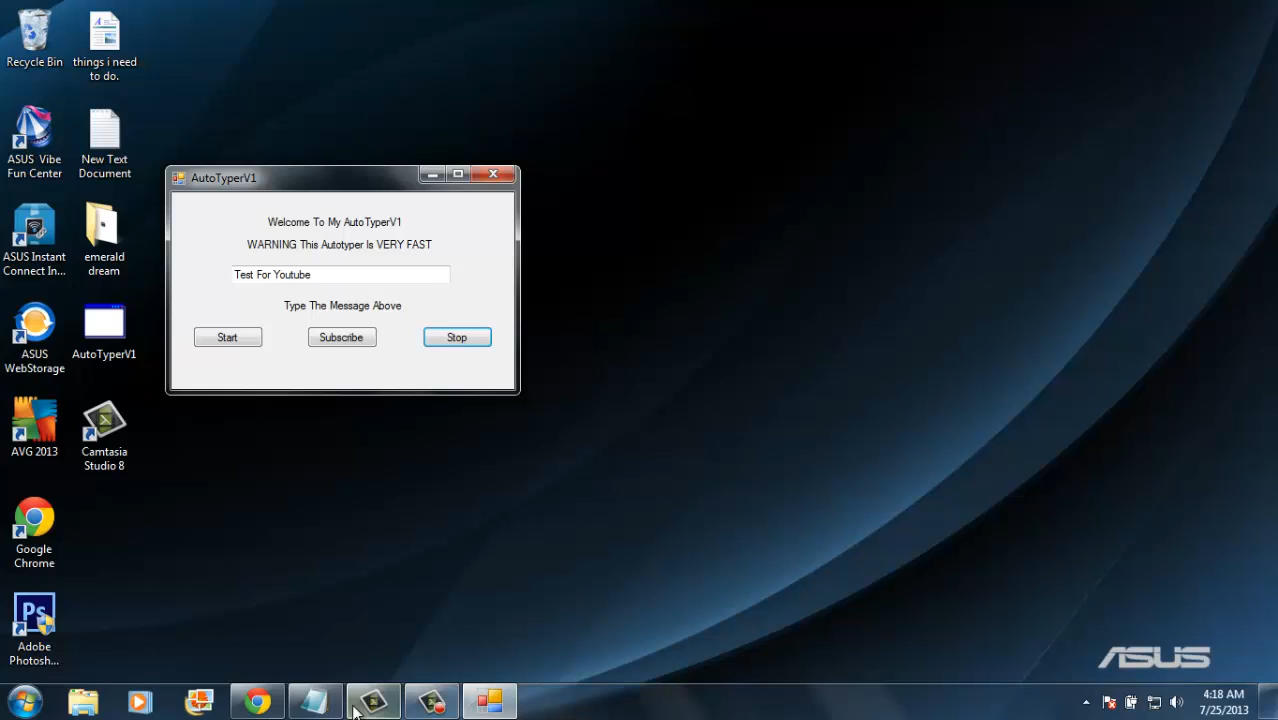 Recycle Bin
things i need
to do.
ASUS Vibe
Fun Center
New Text
Document
ASUS Instant
Connect In...
emerald
dream
ASUS
WebStorage
AutoTyperV1
AVG 2013
Camtasia
Studio 8
Google
Chrome
Ps
Adobe
Photosh...
AutoTyperV1
Welcome To My AutoTyperV1
WARNING This Autotyper Is VERY FAST
Test For Youtube
Type The Message Above
Start
Subscribe
Stop
ASUS
4:18 AM
7/25/2013